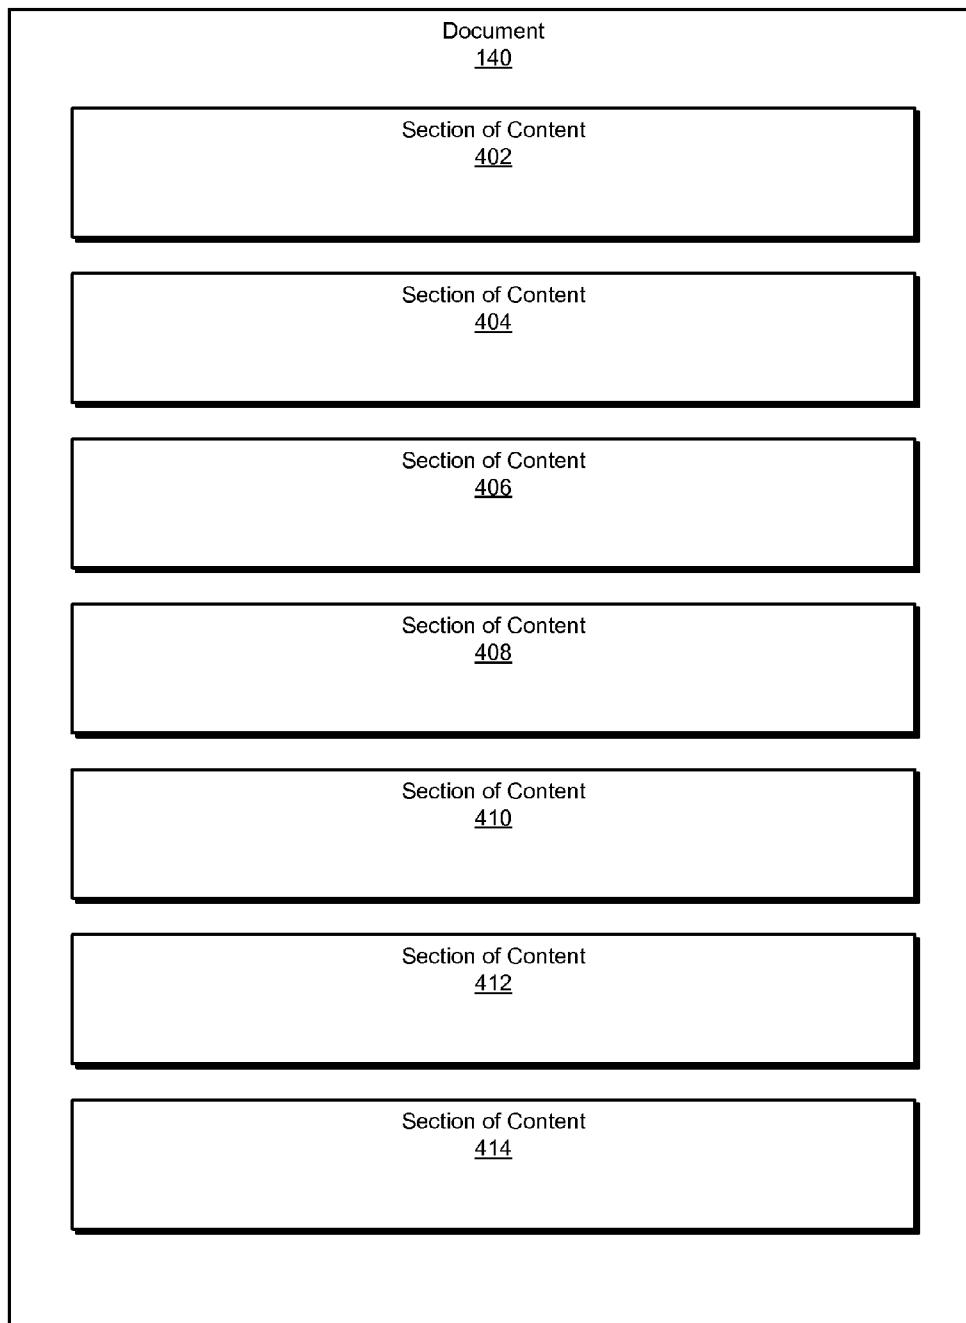 Document
140
Section of Content
402
Section of Content
404
Section of Content
406
Section of Content
408
Section of Content
410
Section of Content
412
Section of Content
414